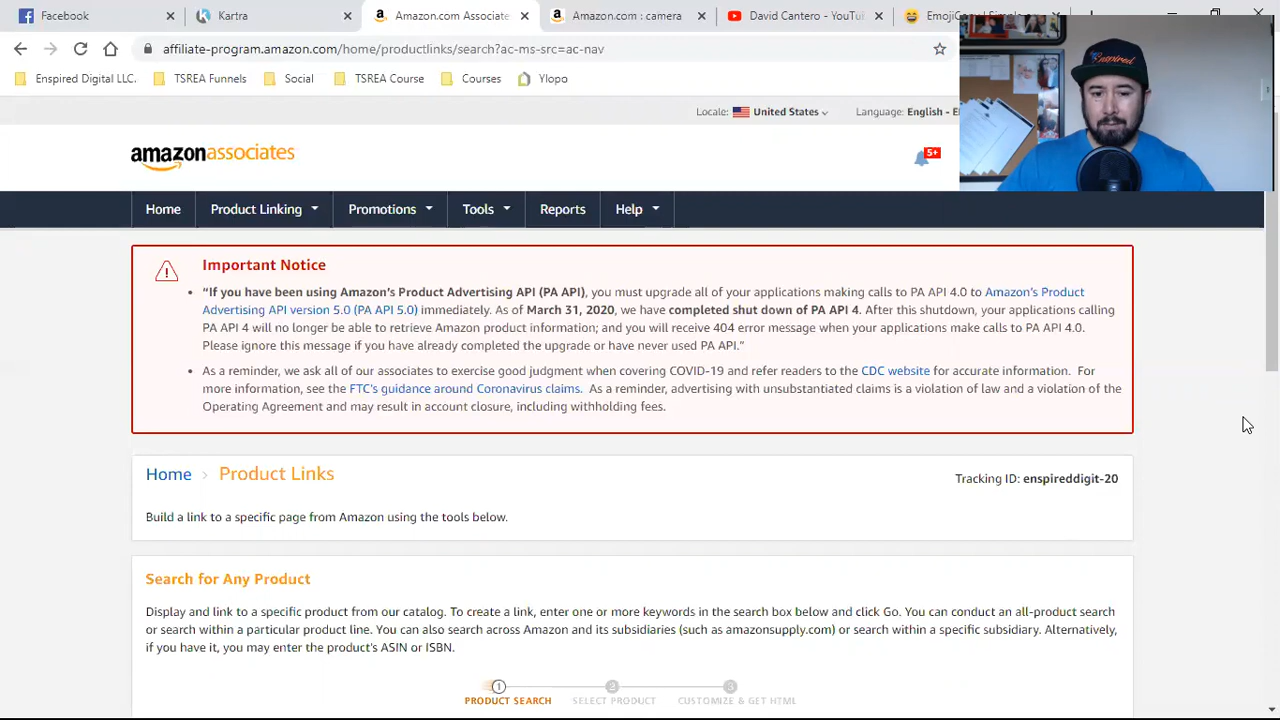 Facebook
Kartra
Amazon.com Associate
Amazon.com : camera
David Cantero - YouTu
EmojiCop
affiliate-program.amazon.com/home/productlinks/search?ac-ms-src=ac-nav
Enspired Digital LLC.
TSREA Funnels
Social
TSREA Course
Courses
Ylopo
Locale: United States
Language: English - E
amazonassociates
5+
Home
Product Linking
Promotions
Tools
Reports
Help
Important Notice
• “If you have been using Amazon’s Product Advertising API (PA API), you must upgrade all of your applications making calls to PA API 4.0 to Amazon’s Product
Advertising API version 5.0 (PA API 5.0) immediately. As of March 31, 2020, we have completed shut down of PA API 4. After this shutdown, your applications calling
PA API 4 will no longer be able to retrieve Amazon product information; and you will receive 404 error message when your applications make calls to PA API 4.0.
Please ignore this message if you have already completed the upgrade or have never used PA API.”
• As a reminder, we ask all of our associates to exercise good judgment when covering COVID-19 and refer readers to the CDC website for accurate information. For
more information, see the FTC's guidance around Coronavirus claims. As a reminder, advertising with unsubstantiated claims is a violation of law and a violation of the
Operating Agreement and may result in account closure, including withholding fees.
Home › Product Links
Tracking ID: enspireddigit-20
Build a link to a specific page from Amazon using the tools below.
Search for Any Product
Display and link to a specific product from our catalog. To create a link, enter one or more keywords in the search box below and click Go. You can conduct an all-product search
or search within a particular product line. You can also search across Amazon and its subsidiaries (such as amazonsupply.com) or search within a specific subsidiary. Alternatively,
if you have it, you may enter the product's ASIN or ISBN.
1
2
3
PRODUCT SEARCH
SELECT PRODUCT
CUSTOMIZE & GET HTML